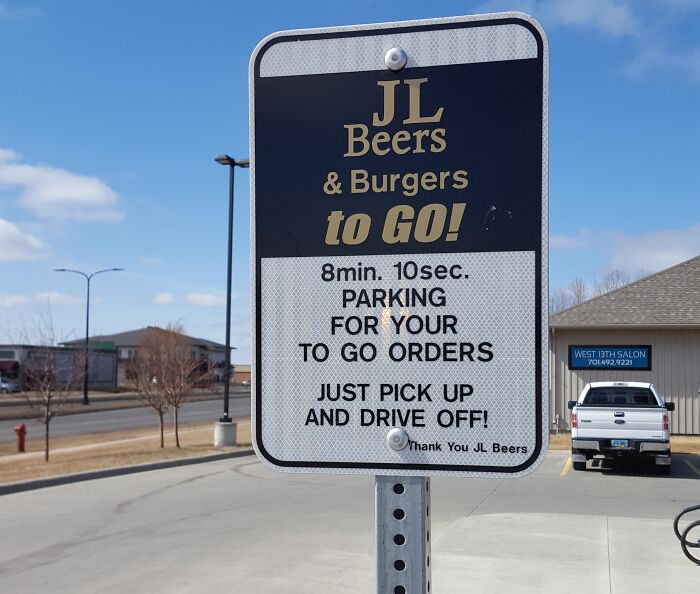 JL
Beers
& Burgers
to GO!
8min. 10sec.
PARKING
FOR YOUR
TO GO ORDERS
JUST PICK UP
AND DRIVE OFF!
Thank You JL Beers
WEST 13TH SALON
701.492.9221